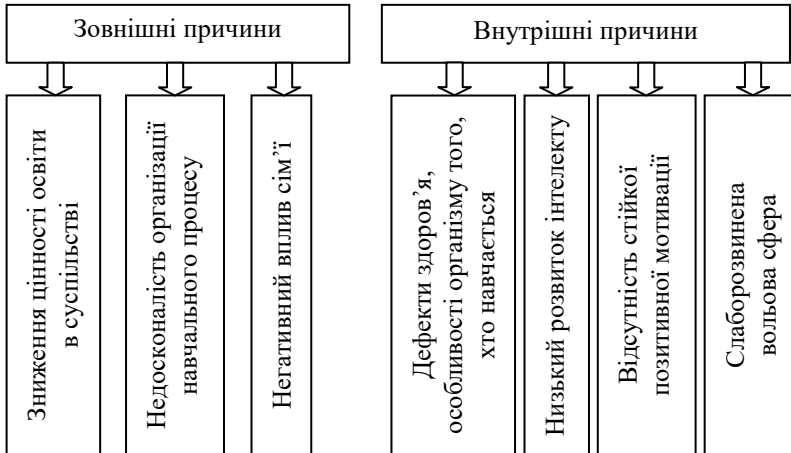 Зовнішні причини
Внутрішні причини
Зниження цінності освіти
в суспільстві
Недосконалість організації
навчального процесу
Негативний вплив сім’ї
Дефекти здоров’я,
особливості організму того,
хто навчається
Низький розвиток інтелекту
Відсутність стійкої
позитивної мотивації
Слаборозвинена
вольова сфера